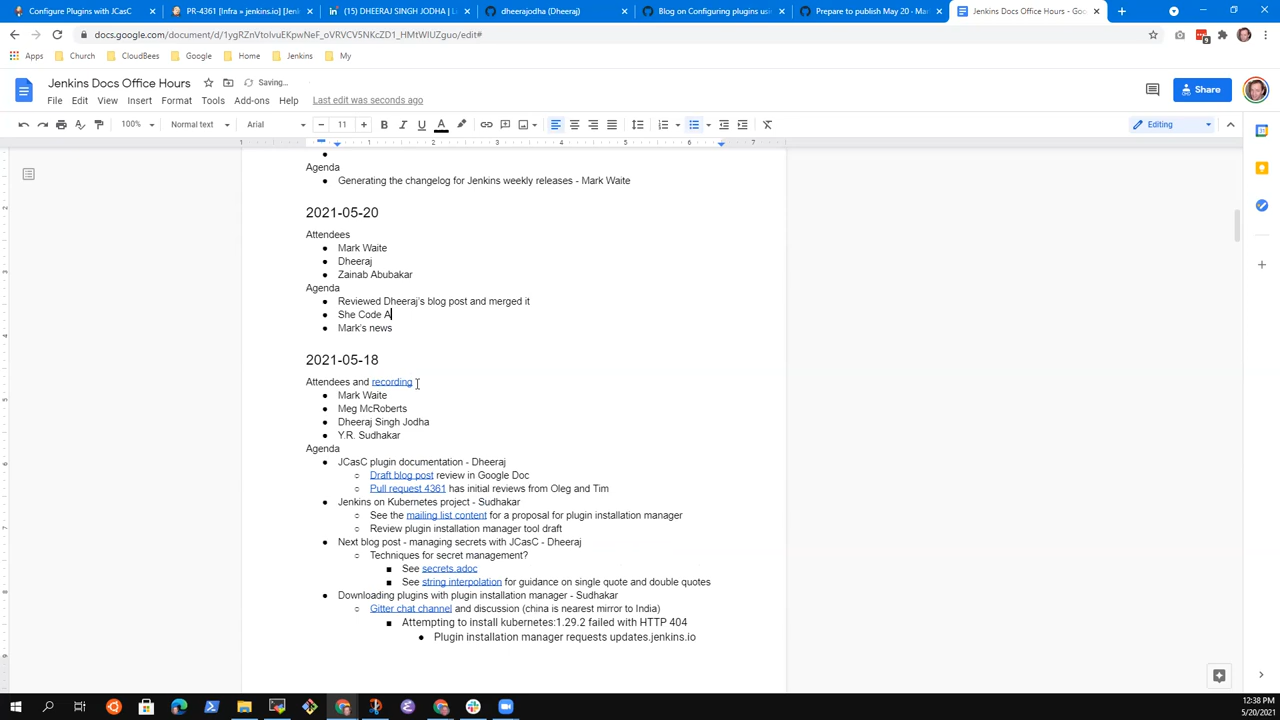 Configure Plugins with JCasC
PR-4361 [Infra » jenkins.io] [Jen
(15) DHEERAJ SINGH JODHA | Li
dheerajodha (Dheeraj)
Blog on Configuring plugins us
Prepare to publish May 20 - Mar
Jenkins Docs Office Hours - Goo
Apps
Church
CloudBees
Google
Home
Jenkins
My
Jenkins Docs Office Hours
Saving…
File Edit View Insert Format Tools Add-ons Help
Last edit was seconds ago
Share
100%
Normal text
Arial
11
Editing
Agenda
● Generating the changelog for Jenkins weekly releases - Mark Waite
2021-05-20
Attendees
● Mark Waite
● Dheeraj
● Zainab Abubakar
Agenda
● Reviewed Dheeraj's blog post and merged it
● She Code A
● Mark's news
2021-05-18
Attendees and recording
● Mark Waite
● Meg McRoberts
● Dheeraj Singh Jodha
● Y.R. Sudhakar
Agenda
● JCasC plugin documentation - Dheeraj
○ Draft blog post review in Google Doc
○ Pull request 4361 has initial reviews from Oleg and Tim
● Jenkins on Kubernetes project - Sudhakar
○ See the mailing list content for a proposal for plugin installation manager
○ Review plugin installation manager tool draft
● Next blog post - managing secrets with JCasC - Dheeraj
○ Techniques for secret management?
■ See secrets.adoc
■ See string interpolation for guidance on single quote and double quotes
● Downloading plugins with plugin installation manager - Sudhakar
○ Gitter chat channel and discussion (china is nearest mirror to India)
■ Attempting to install kubernetes:1.29.2 failed with HTTP 404
● Plugin installation manager requests updates.jenkins.io
12:38 PM
5/20/2021